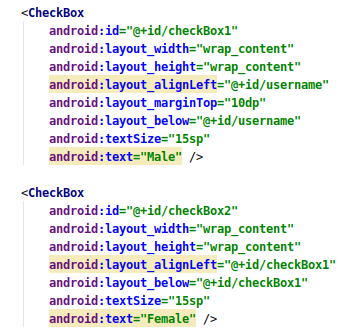 <CheckBox
android:id="@+id/checkBox1"
android:layout_width="wrap_content"
android:layout_height="wrap_content"
android:layout_alignLeft="@+id/username"
android:layout_marginTop="10dp"
android:layout_below="@+id/username"
android:textSize="15sp"
android:text="Male" />
<CheckBox
android:id="@+id/checkBox2"
android:layout_width="wrap_content"
android:layout_height="wrap_content"
android:layout_alignLeft="@+id/checkBox1"
android:layout_below="@+id/checkBox1"
android:textSize="15sp"
android:text="Female" />